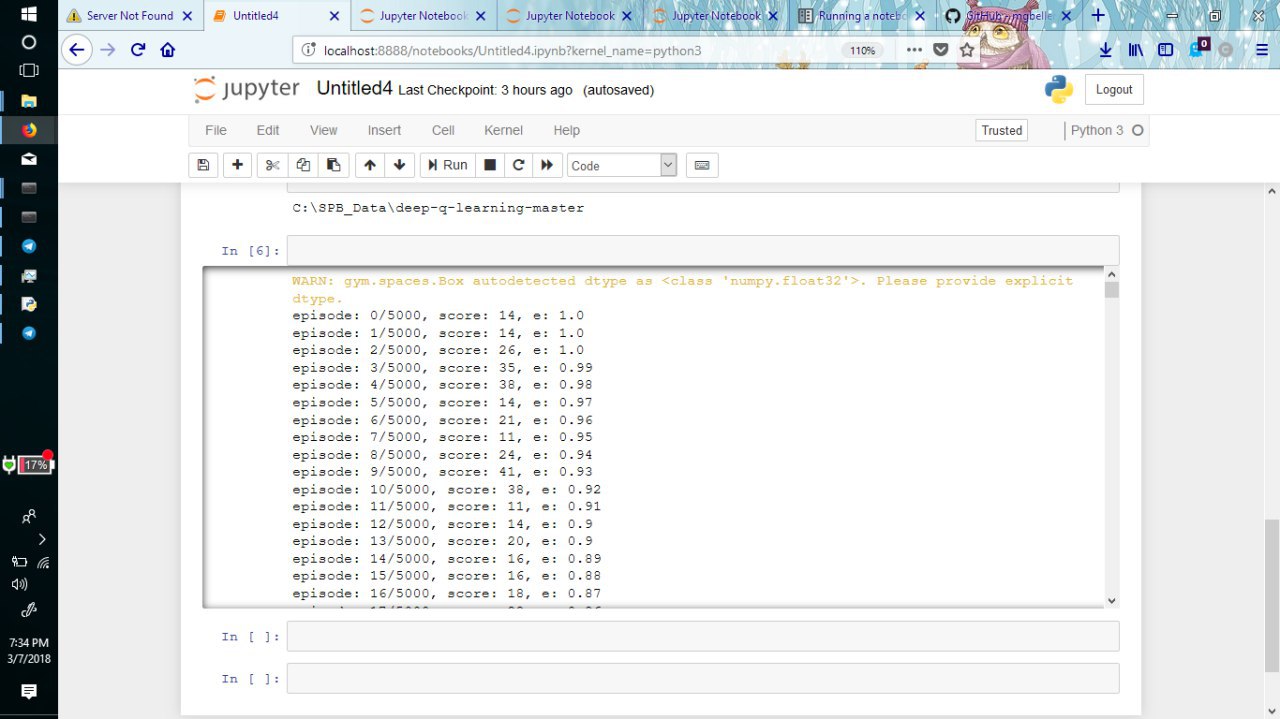 Server Not Found
Untitled4
Jupyter Notebook
Jupyter Notebook
Jupyter Notebook
Running a notebo
GitHub -
localhost:8888/notebooks/Untitled4.ipynb?kernel_name=python3
110%
0
jupyter Untitled4 Last Checkpoint: 3 hours ago (autosaved)
Logout
File Edit View Insert Cell Kernel Help
Trusted
Python 3
Run
Code
C:\SPB_Data\deep-q-learning-master
In [6]:
WARN: gym.spaces.Box autodetected dtype as <class 'numpy.float32'>. Please provide explicit
dtype.
episode: 0/5000, score: 14, e: 1.0
episode: 1/5000, score: 14, e: 1.0
episode: 2/5000, score: 26, e: 1.0
episode: 3/5000, score: 35, e: 0.99
episode: 4/5000, score: 38, e: 0.98
episode: 5/5000, score: 14, e: 0.97
episode: 6/5000, score: 21, e: 0.96
episode: 7/5000, score: 11, e: 0.95
episode: 8/5000, score: 24, e: 0.94
episode: 9/5000, score: 41, e: 0.93
episode: 10/5000, score: 38, e: 0.92
episode: 11/5000, score: 11, e: 0.91
episode: 12/5000, score: 14, e: 0.9
episode: 13/5000, score: 20, e: 0.9
episode: 14/5000, score: 16, e: 0.89
episode: 15/5000, score: 16, e: 0.88
episode: 16/5000, score: 18, e: 0.87
In [ ]:
In [ ]:
17%
7:34 PM
3/7/2018